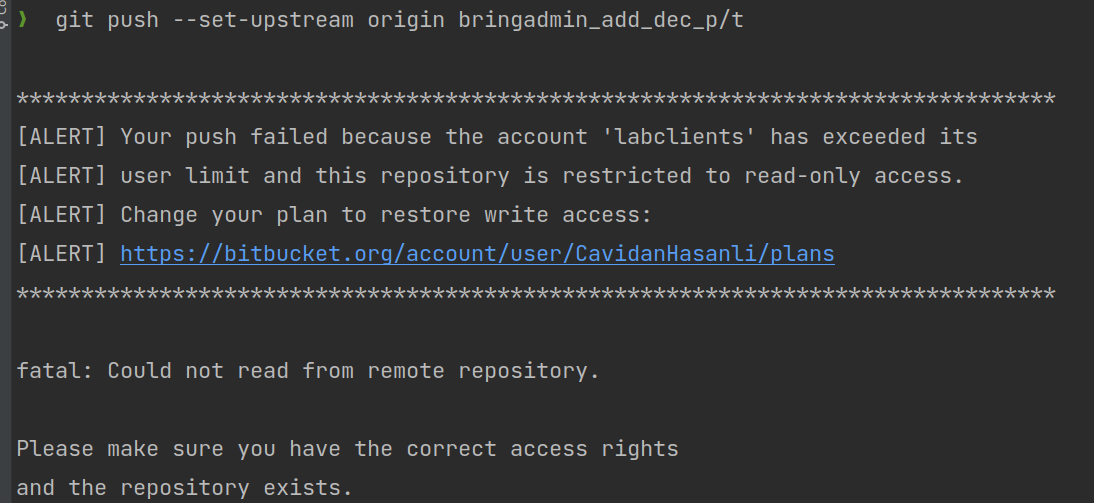 ❯ git push --set-upstream origin bringadmin_add_dec_p/t
********************************************************************************
[ALERT] Your push failed because the account 'labclients' has exceeded its
[ALERT] user limit and this repository is restricted to read-only access.
[ALERT] Change your plan to restore write access:
[ALERT] https://bitbucket.org/account/user/CavidanHasanli/plans
********************************************************************************
fatal: Could not read from remote repository.
Please make sure you have the correct access rights
and the repository exists.